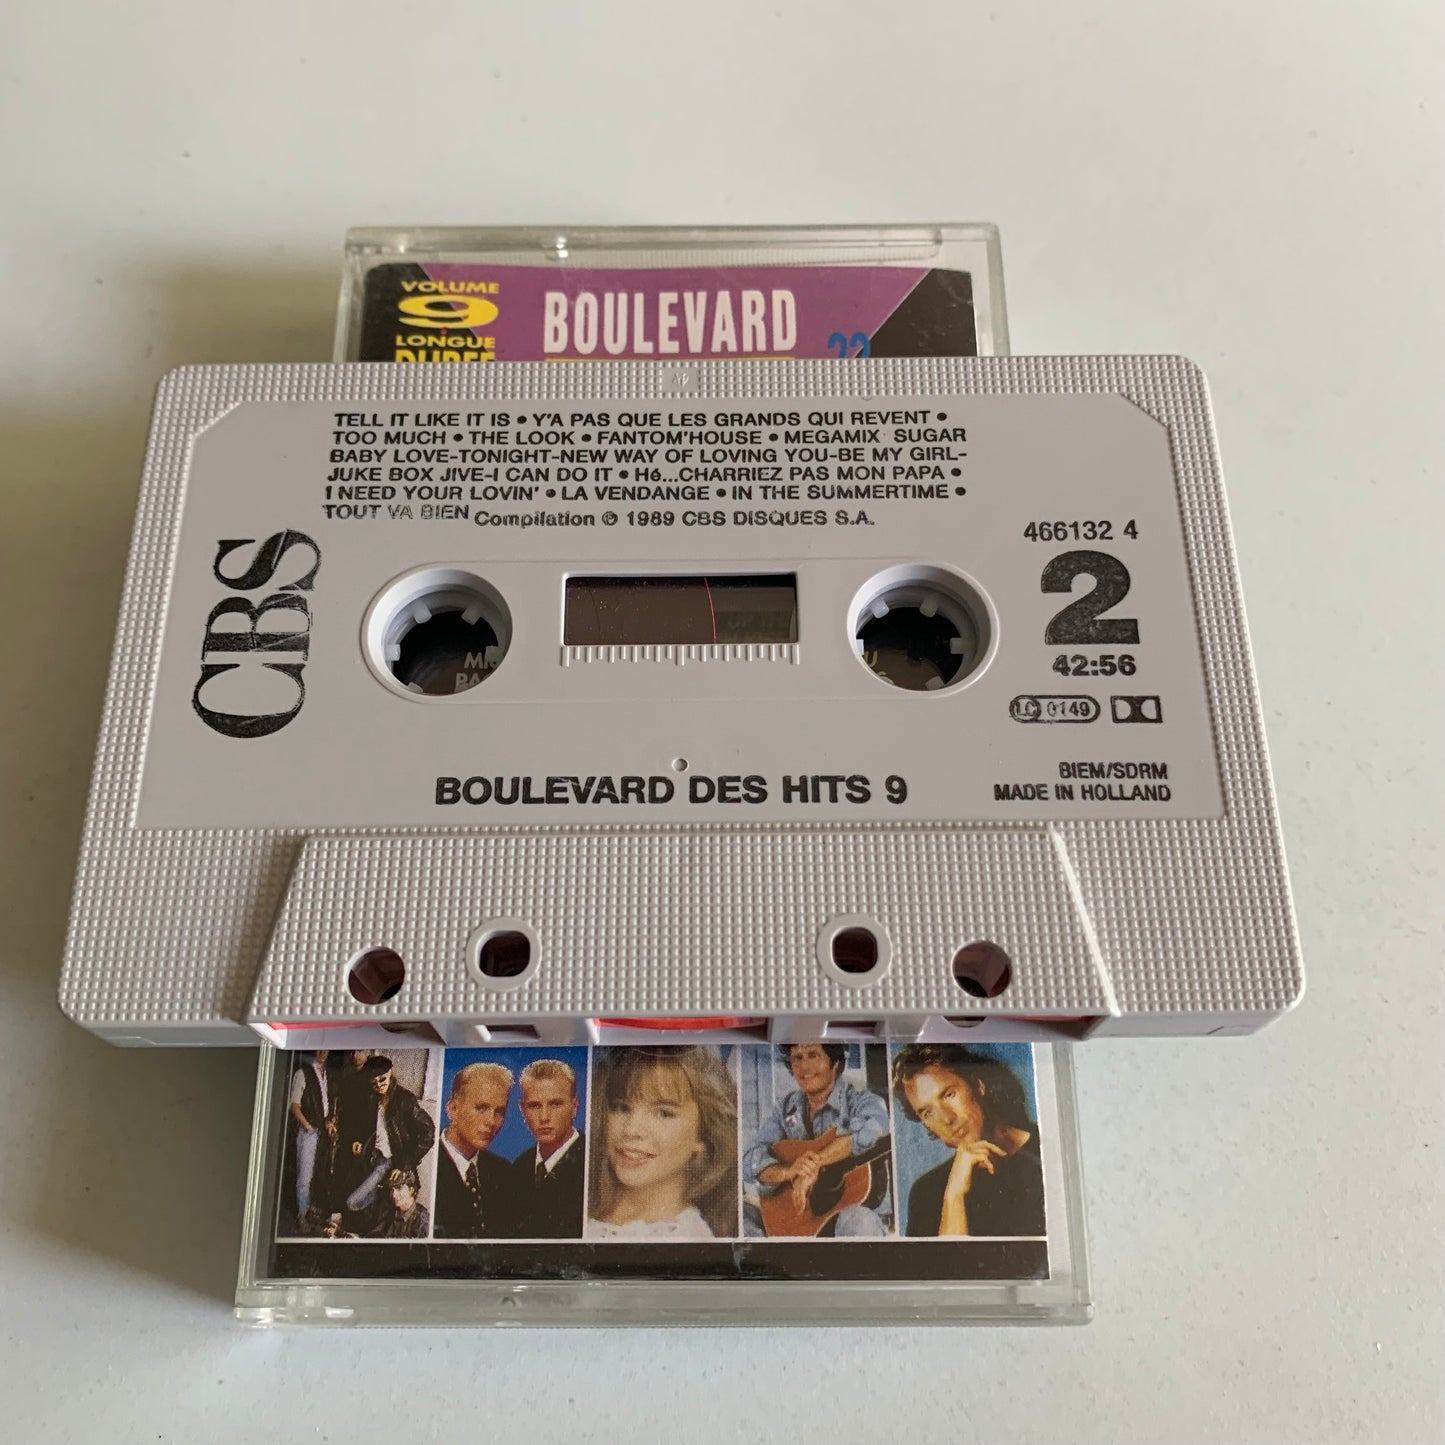 VOLUME
9
LONGUE
DUREE
BOULEVARD
22
TELL IT LIKE IT IS • Y'A PAS QUE LES GRANDS QUI REVENT •
TOO MUCH • THE LOOK • FANTOM'HOUSE • MEGAMIX SUGAR
BABY LOVE-TONIGHT-NEW WAY OF LOVING YOU-BE MY GIRL-
JUKE BOX JIVE-I CAN DO IT • Hé...CHARRIEZ PAS MON PAPA •
I NEED YOUR LOVIN' • LA VENDANGE • IN THE SUMMERTIME •
TOUT VA BIEN Compilation ℗ 1989 CBS DISQUES S.A.
CBS
466132 4
2
42:56
LC 0149
BIEM/SDRM
MADE IN HOLLAND
BOULEVARD DES HITS 9